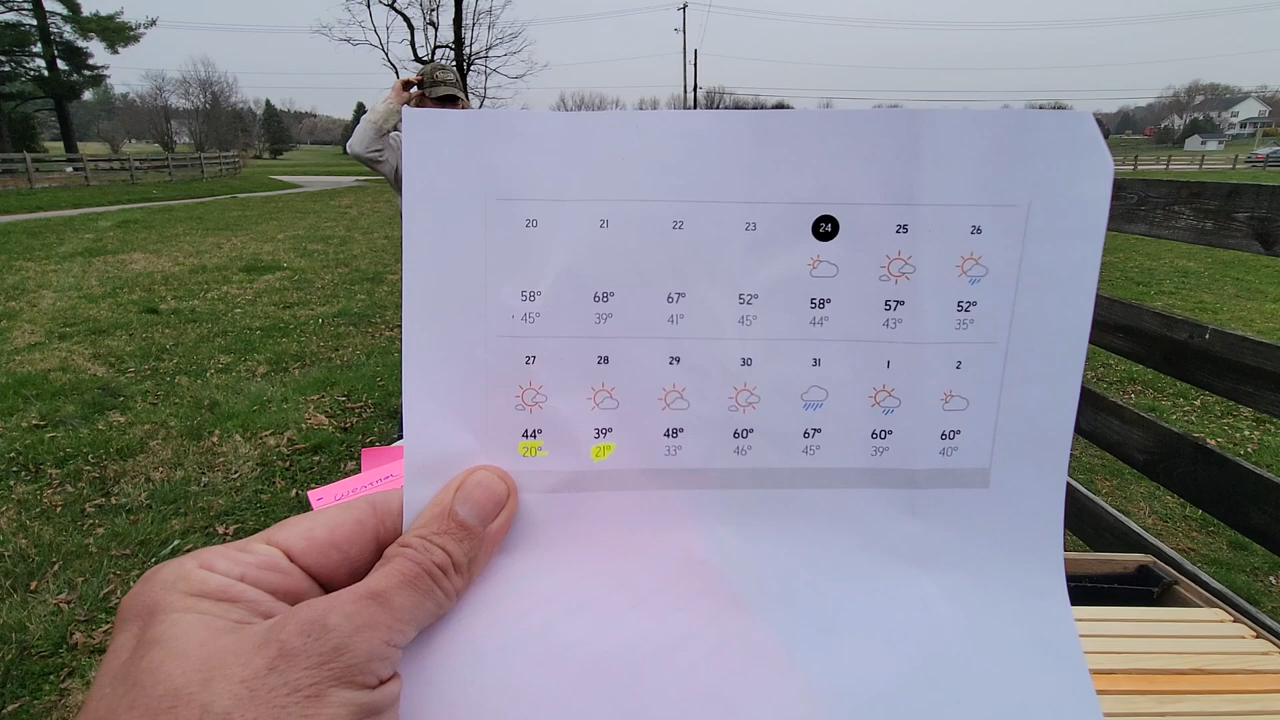 20 21 22 23 24 25 26
58° 68° 67° 52° 58° 57° 52°
45° 39° 41° 45° 44° 43° 35°
27 28 29 30 31 1 2
44° 39° 48° 60° 67° 60° 60°
20° 21° 33° 46° 45° 39° 40°
- WEATHER